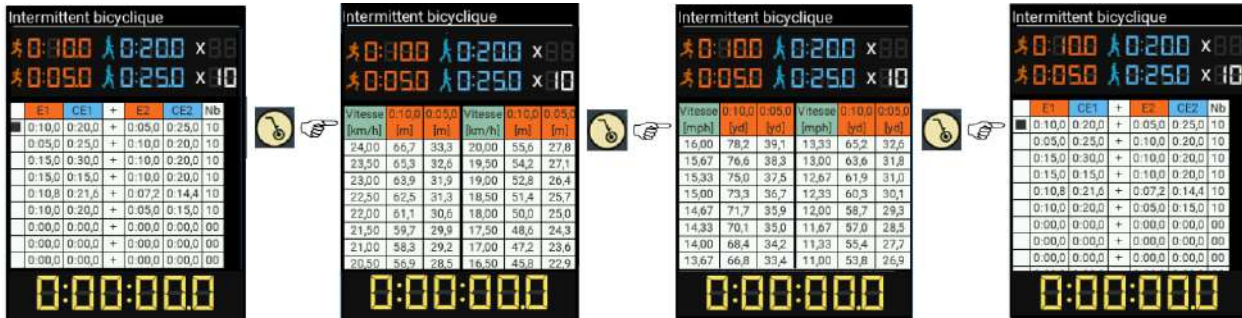 Intermittent bicyclique
0:10.0 0:20.0 x
0:05.0 0:25.0 x 10
E1 CE1 + E2 CE2 Nb
0:10,0 0:20,0 + 0:05,0 0:25,0 10
0:05,0 0:25,0 + 0:10,0 0:20,0 10
0:15,0 0:30,0 + 0:10,0 0:20,0 10
0:15,0 0:15,0 + 0:10,0 0:20,0 10
0:10,8 0:21,6 + 0:07,2 0:14,4 10
0:10,0 0:20,0 + 0:05,0 0:15,0 10
0:00,0 0:00,0 + 0:00,0 0:00,0 00
0:00,0 0:00,0 + 0:00,0 0:00,0 00
0:00,0 0:00,0 + 0:00,0 0:00,0 00
0:00:00.0
Intermittent bicyclique
0:10.0 0:20.0 x
0:05.0 0:25.0 x 10
Vitesse 0:10,0 0:05,0 Vitesse 0:10,0 0:05,0
[km/h] [m] [m] [km/h] [m] [m]
24,00 66,7 33,3 20,00 55,6 27,8
23,50 65,3 32,6 19,50 54,2 27,1
23,00 63,9 31,9 19,00 52,8 26,4
22,50 62,5 31,3 18,50 51,4 25,7
22,00 61,1 30,6 18,00 50,0 25,0
21,50 59,7 29,9 17,50 48,6 24,3
21,00 58,3 29,2 17,00 47,2 23,6
20,50 56,9 28,5 16,50 45,8 22,9
0:00:00.0
Intermittent bicyclique
0:10.0 0:20.0 x
0:05.0 0:25.0 x 10
Vitesse 0:10,0 0:05,0 Vitesse 0:10,0 0:05,0
[mph] [yd] [yd] [mph] [yd] [yd]
16,00 78,2 39,1 13,33 65,2 32,6
15,67 76,6 38,3 13,00 63,6 31,8
15,33 75,0 37,5 12,67 61,9 31,0
15,00 73,3 36,7 12,33 60,3 30,1
14,67 71,7 35,9 12,00 58,7 29,3
14,33 70,1 35,0 11,67 57,0 28,5
14,00 68,4 34,2 11,33 55,4 27,7
13,67 66,8 33,4 11,00 53,8 26,9
0:00:00.0
Intermittent bicyclique
0:10.0 0:20.0 x
0:05.0 0:25.0 x 10
E1 CE1 + E2 CE2 Nb
0:10,0 0:20,0 + 0:05,0 0:25,0 10
0:05,0 0:25,0 + 0:10,0 0:20,0 10
0:15,0 0:30,0 + 0:10,0 0:20,0 10
0:15,0 0:15,0 + 0:10,0 0:20,0 10
0:10,8 0:21,6 + 0:07,2 0:14,4 10
0:10,0 0:20,0 + 0:05,0 0:15,0 10
0:00,0 0:00,0 + 0:00,0 0:00,0 00
0:00,0 0:00,0 + 0:00,0 0:00,0 00
0:00,0 0:00,0 + 0:00,0 0:00,0 00
0:00:00.0